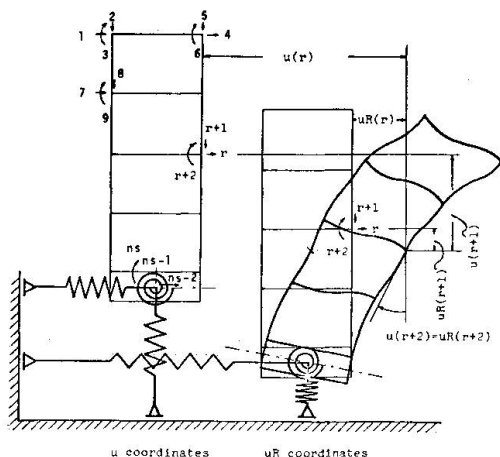 2 5
1 4
3 6
u(r)
8
7
9
uR(r)
r+1
r
r+2
r+1
r
r+2
uR(r+1)
u(r+1)
ns
ns-1
ns-2
u(r+2)=uR(r+2)
u coordinates uR coordinates